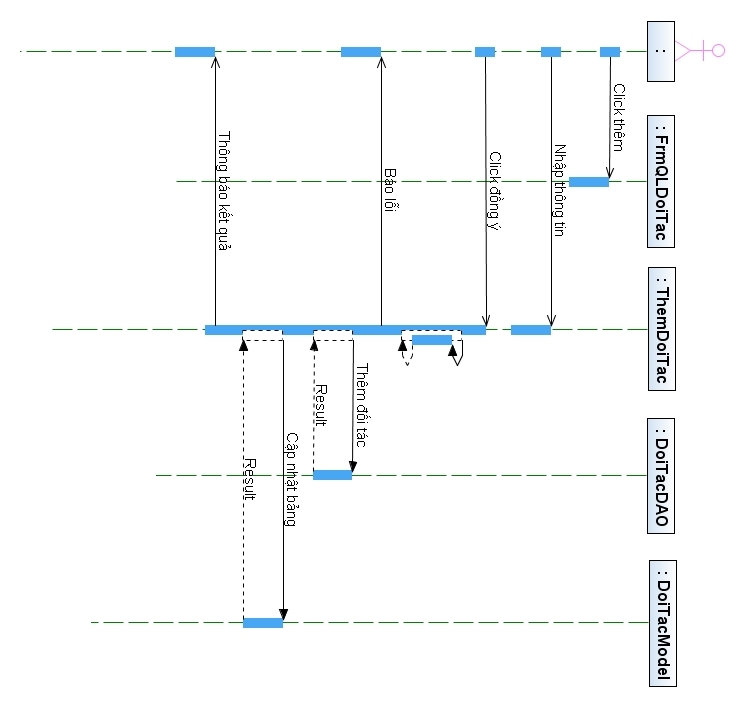 :
: FrmQLDoiTac
: ThemDoiTac
: DoiTacDAO
: DoiTacModel
Click thêm
Nhập thông tin
Click đồng ý
Báo lỗi
Thêm đối tác
Result
Cập nhật bảng
Result
Thông báo kết quả